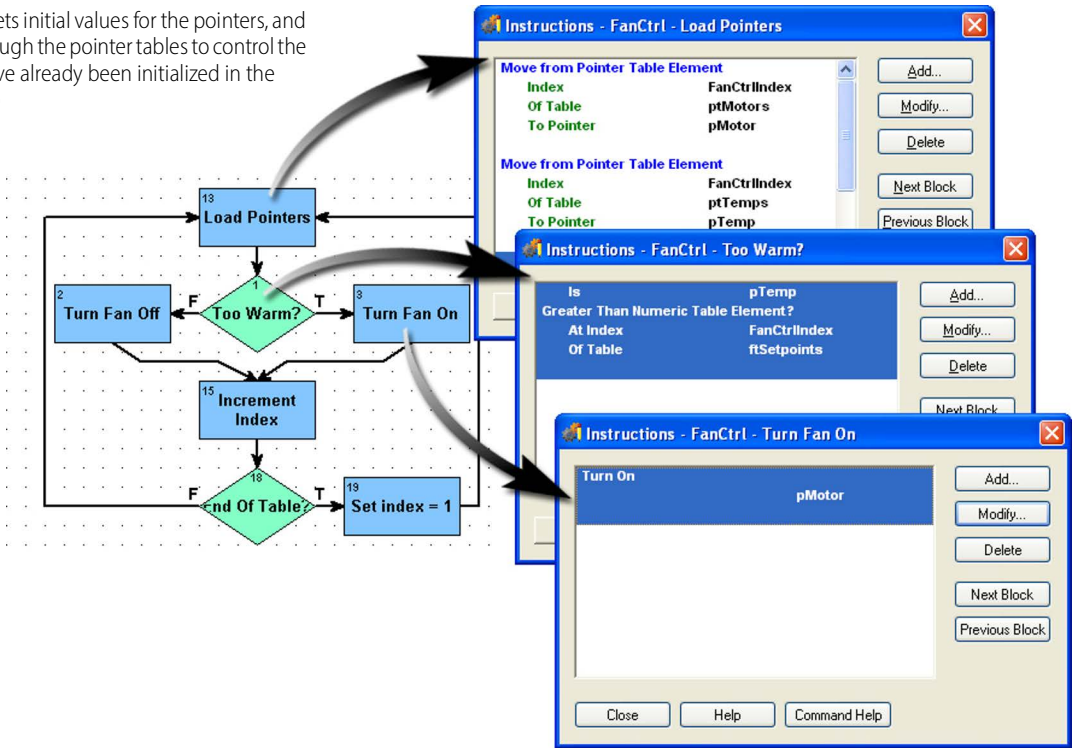 ets initial values for the pointers, and
ough the pointer tables to control the
ve already been initialized in the
Instructions - FanCtrl - Load Pointers
Move from Pointer Table Element
Index FanCtrlIndex
Of Table ptMotors
To Pointer pMotor
Move from Pointer Table Element
Index FanCtrlIndex
Of Table ptTemps
To Pointer pTemp
Add...
Modify...
Delete
Next Block
Previous Block
13
Load Pointers
1
Too Warm?
F
T
2
Turn Fan Off
3
Turn Fan On
15
Increment
Index
18
End Of Table?
F
T
19
Set index = 1
Instructions - FanCtrl - Too Warm?
Is pTemp
Greater Than Numeric Table Element?
At Index FanCtrlIndex
Of Table ftSetpoints
Add...
Modify...
Delete
Next Block
Instructions - FanCtrl - Turn Fan On
Turn On
pMotor
Add...
Modify...
Delete
Next Block
Previous Block
Close Help Command Help